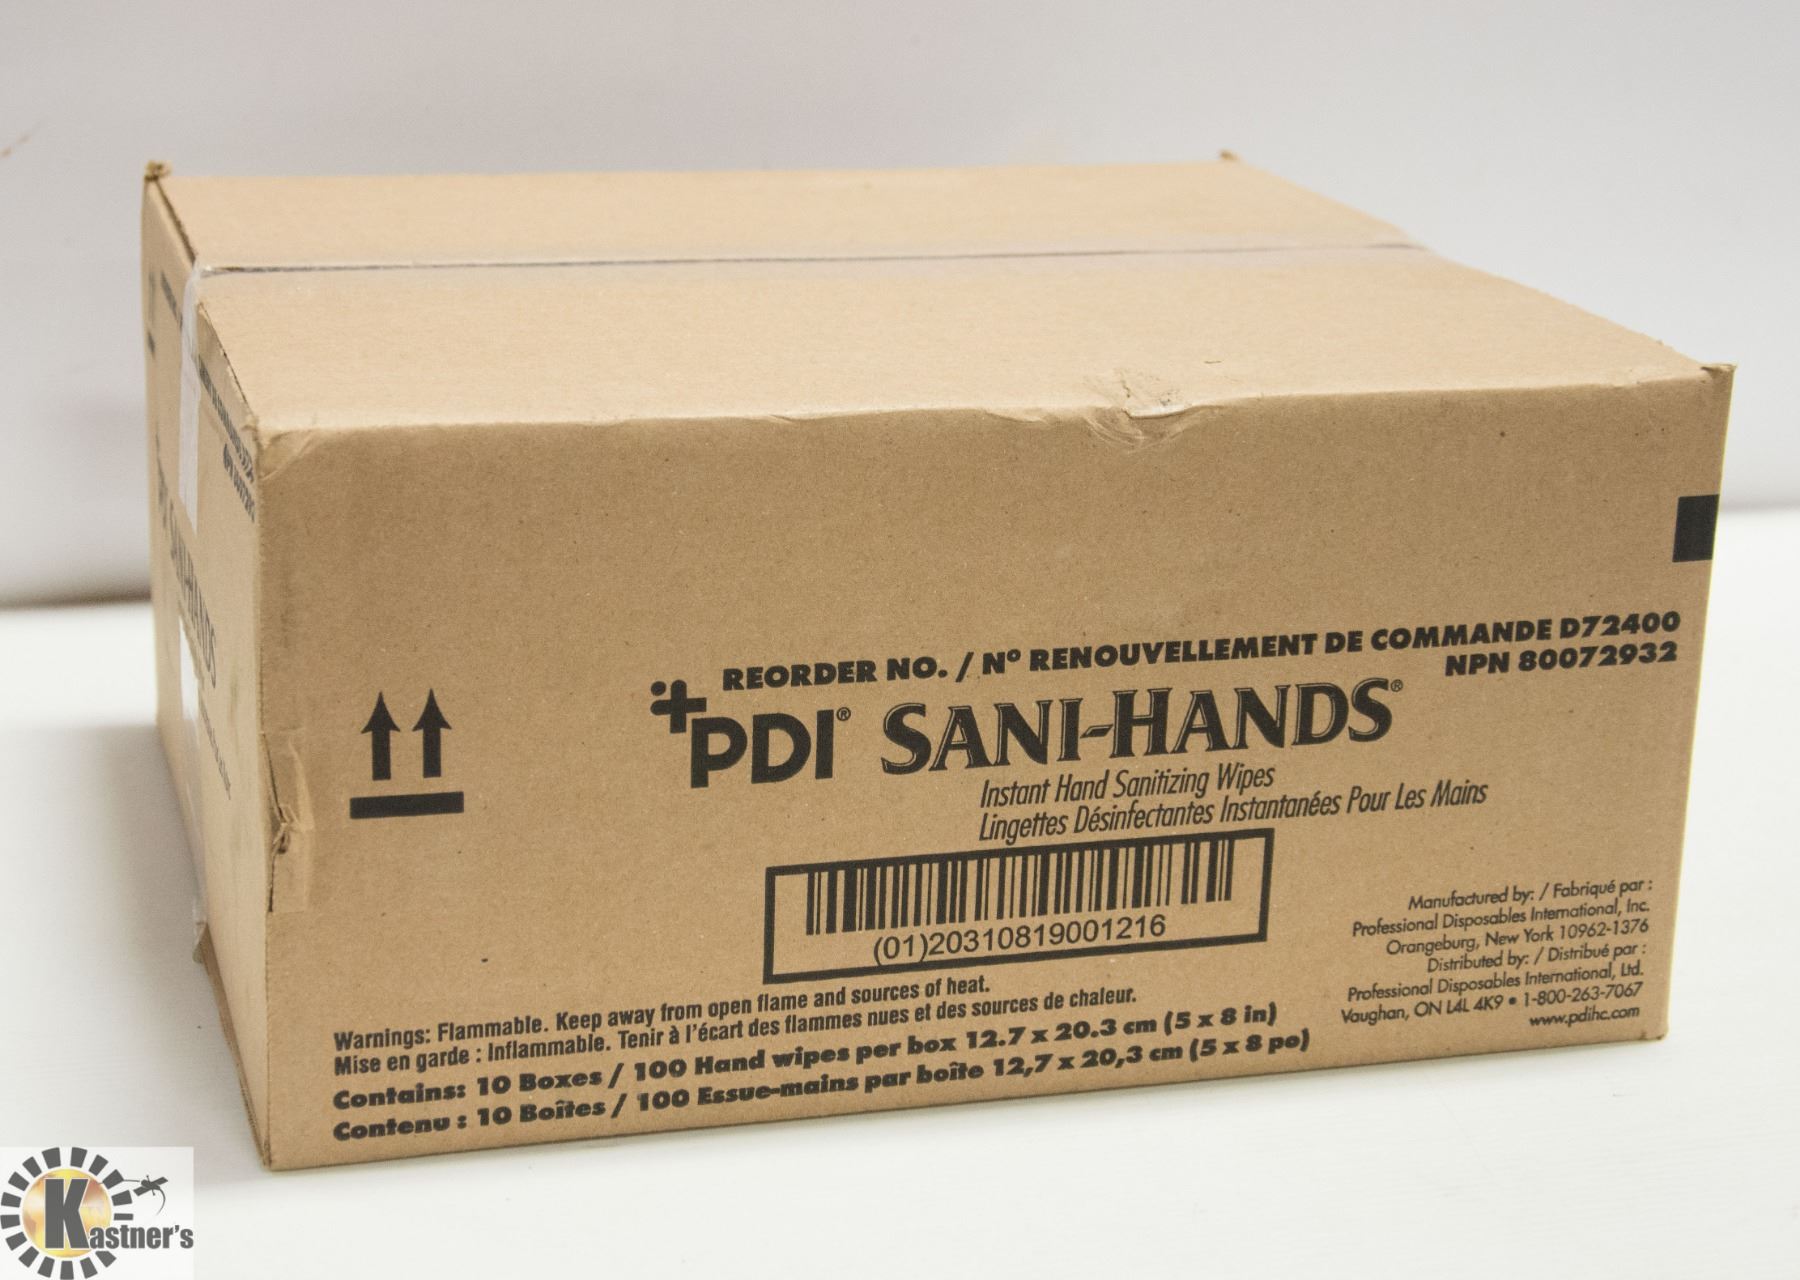 REORDER NO. / Nº RENOUVELLEMENT DE COMMANDE D72400
NPN 80072932
PDI® SANI-HANDS®
Instant Hand Sanitizing Wipes
Lingettes Désinfectantes Instantanées Pour Les Mains
(01)20310819001216
Manufactured by: / Fabriqué par :
Professional Disposables International, Inc.
Orangeburg, New York 10962-1376
Distributed by: / Distribué par :
Professional Disposables International, Ltd.
Vaughan, ON L4L 4K9 • 1-800-263-7067
www.pdihc.com
Warnings: Flammable. Keep away from open flame and sources of heat.
Mise en garde : Inflammable. Tenir à l'écart des flammes nues et des sources de chaleur.
Contains: 10 Boxes / 100 Hand wipes per box 12.7 x 20.3 cm (5 x 8 in)
Contenu : 10 Boîtes / 100 Essue-mains par boîte 12,7 x 20,3 cm (5 x 8 po)
SANI-HANDS
Kastner's